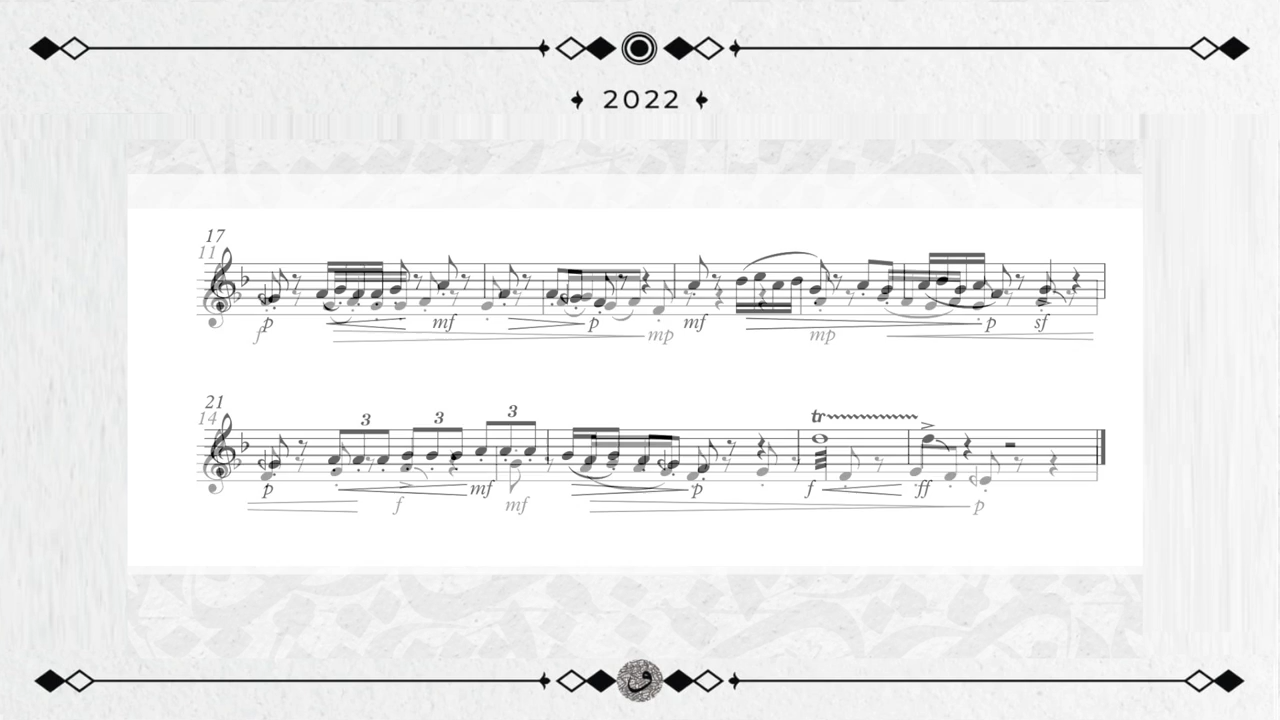 2022
17
11
p mf p mf p sf
f mp mp
21
14
3 3 3 tr
p mf p f ff
f mf p
و